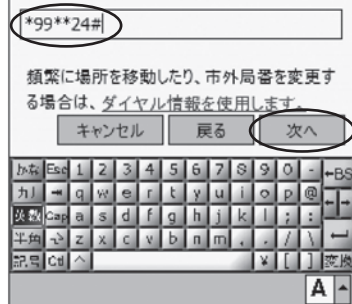 *99**24#
頻繁に場所を移動したり、市外局番を変更す
る場合は、ダイヤル情報を使用します。
キャンセル 戻る 次へ
かな Esc 1 2 3 4 5 6 7 8 9 0 - ←BS
カナ q w e r t y u i o p @
英数 Cap a s d f g h j k l ; :
半角 z x c v b n m , . / \
記号 Ctl ^ ¥ [ ] 変換
A